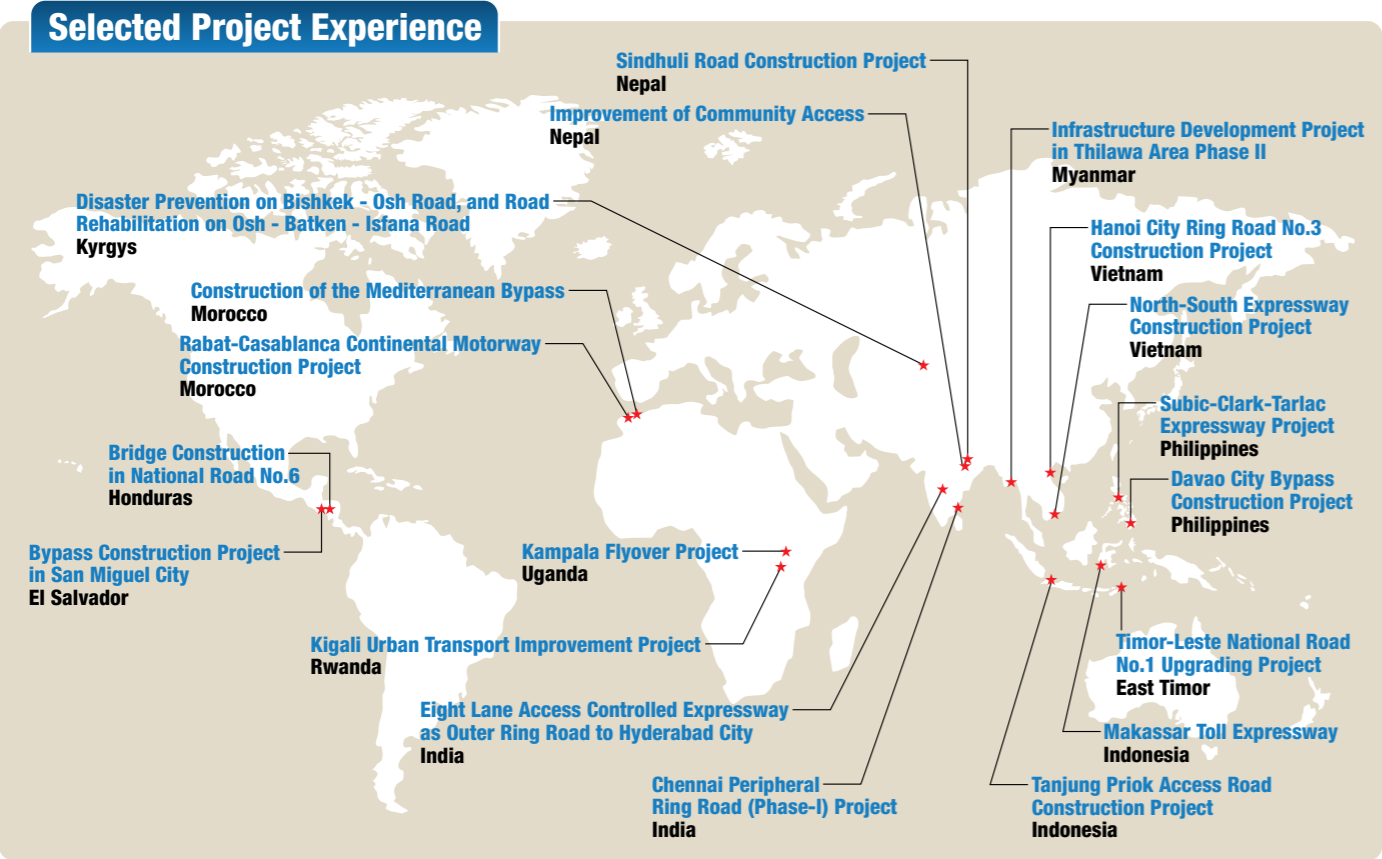 Selected Project Experience
Sindhuli Road Construction Project
Nepal
Improvement of Community Access
Nepal
Infrastructure Development Project
in Thilawa Area Phase II
Myanmar
Disaster Prevention on Bishkek - Osh Road, and Road
Rehabilitation on Osh - Batken - Isfana Road
Kyrgys
Hanoi City Ring Road No.3
Construction Project
Vietnam
Construction of the Mediterranean Bypass
Morocco
North-South Expressway
Construction Project
Vietnam
Rabat-Casablanca Continental Motorway
Construction Project
Morocco
Subic-Clark-Tarlac
Expressway Project
Philippines
Bridge Construction
in National Road No.6
Honduras
Davao City Bypass
Construction Project
Philippines
Bypass Construction Project
in San Miguel City
El Salvador
Kampala Flyover Project
Uganda
Kigali Urban Transport Improvement Project
Rwanda
Timor-Leste National Road
No.1 Upgrading Project
East Timor
Eight Lane Access Controlled Expressway
as Outer Ring Road to Hyderabad City
India
Makassar Toll Expressway
Indonesia
Chennai Peripheral
Ring Road (Phase-I) Project
India
Tanjung Priok Access Road
Construction Project
Indonesia